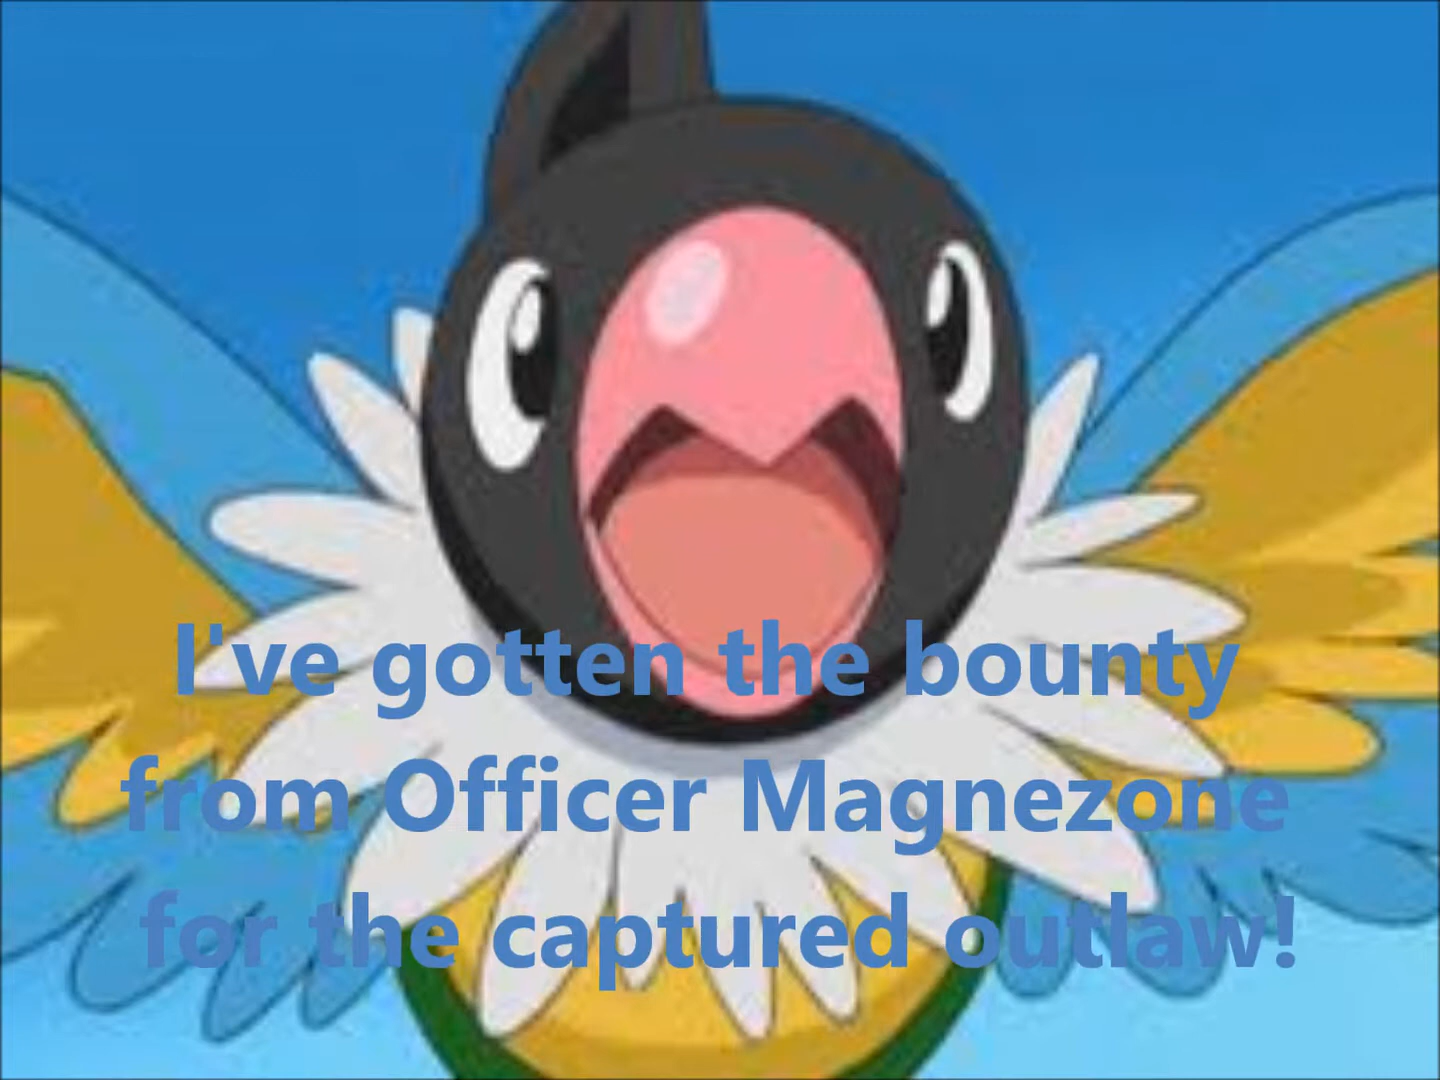 I've gotten the bounty
from Officer Magnezone
for the captured outlaw!